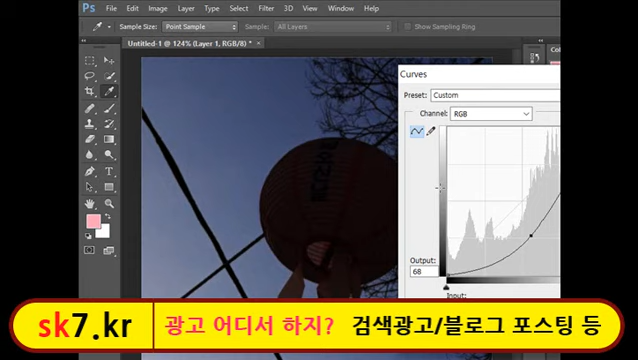 Ps File Edit Image Layer Type Select Filter 3D View Window Help
Sample Size: Point Sample Sample: All Layers Show Sampling Ring
Untitled-1 @ 124% (Layer 1, RGB/8) * ×
Curves
Preset: Custom
Channel: RGB
Output:
68
Input:
sk7.kr 광고 어디서 하지? 검색광고/블로그 포스팅 등